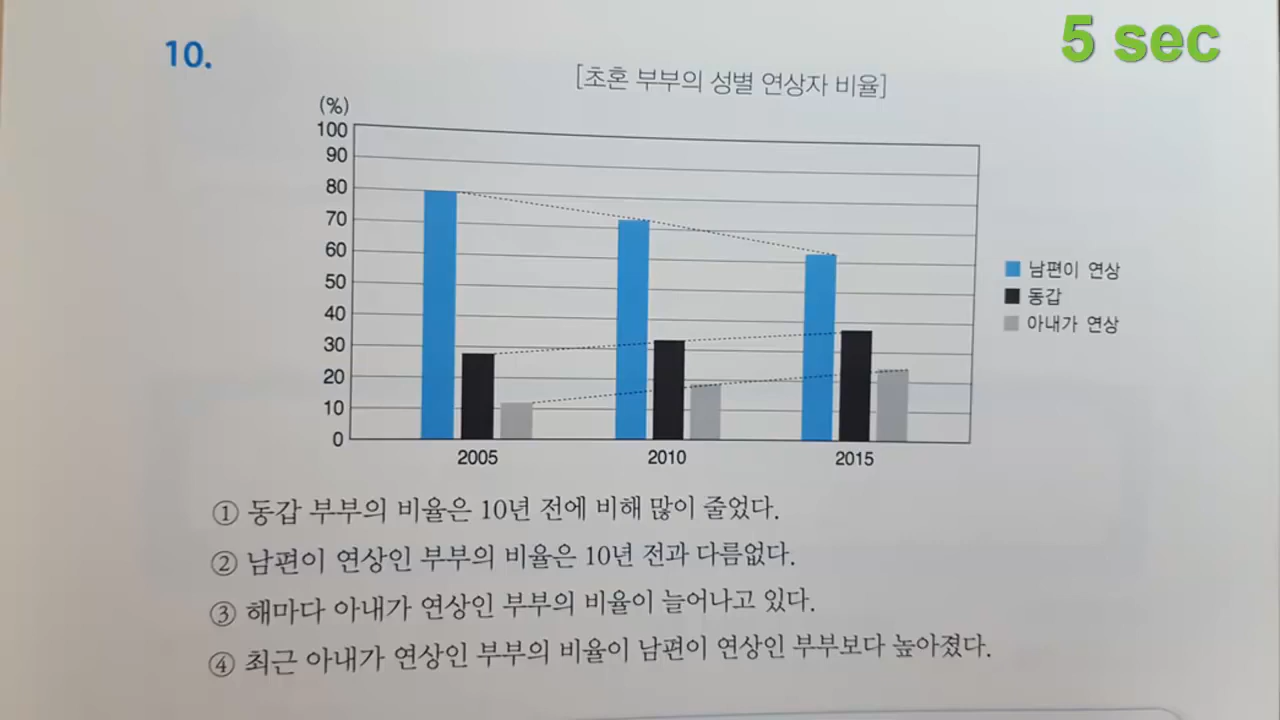 5 sec
10.
[초혼 부부의 성별 연상자 비율]
(%)
100
90
80
70
60
50
40
30
20
10
0
2005 2010 2015
남편이 연상
동갑
아내가 연상
① 동갑 부부의 비율은 10년 전에 비해 많이 줄었다.
② 남편이 연상인 부부의 비율은 10년 전과 다름없다.
③ 해마다 아내가 연상인 부부의 비율이 늘어나고 있다.
④ 최근 아내가 연상인 부부의 비율이 남편이 연상인 부부보다 높아졌다.